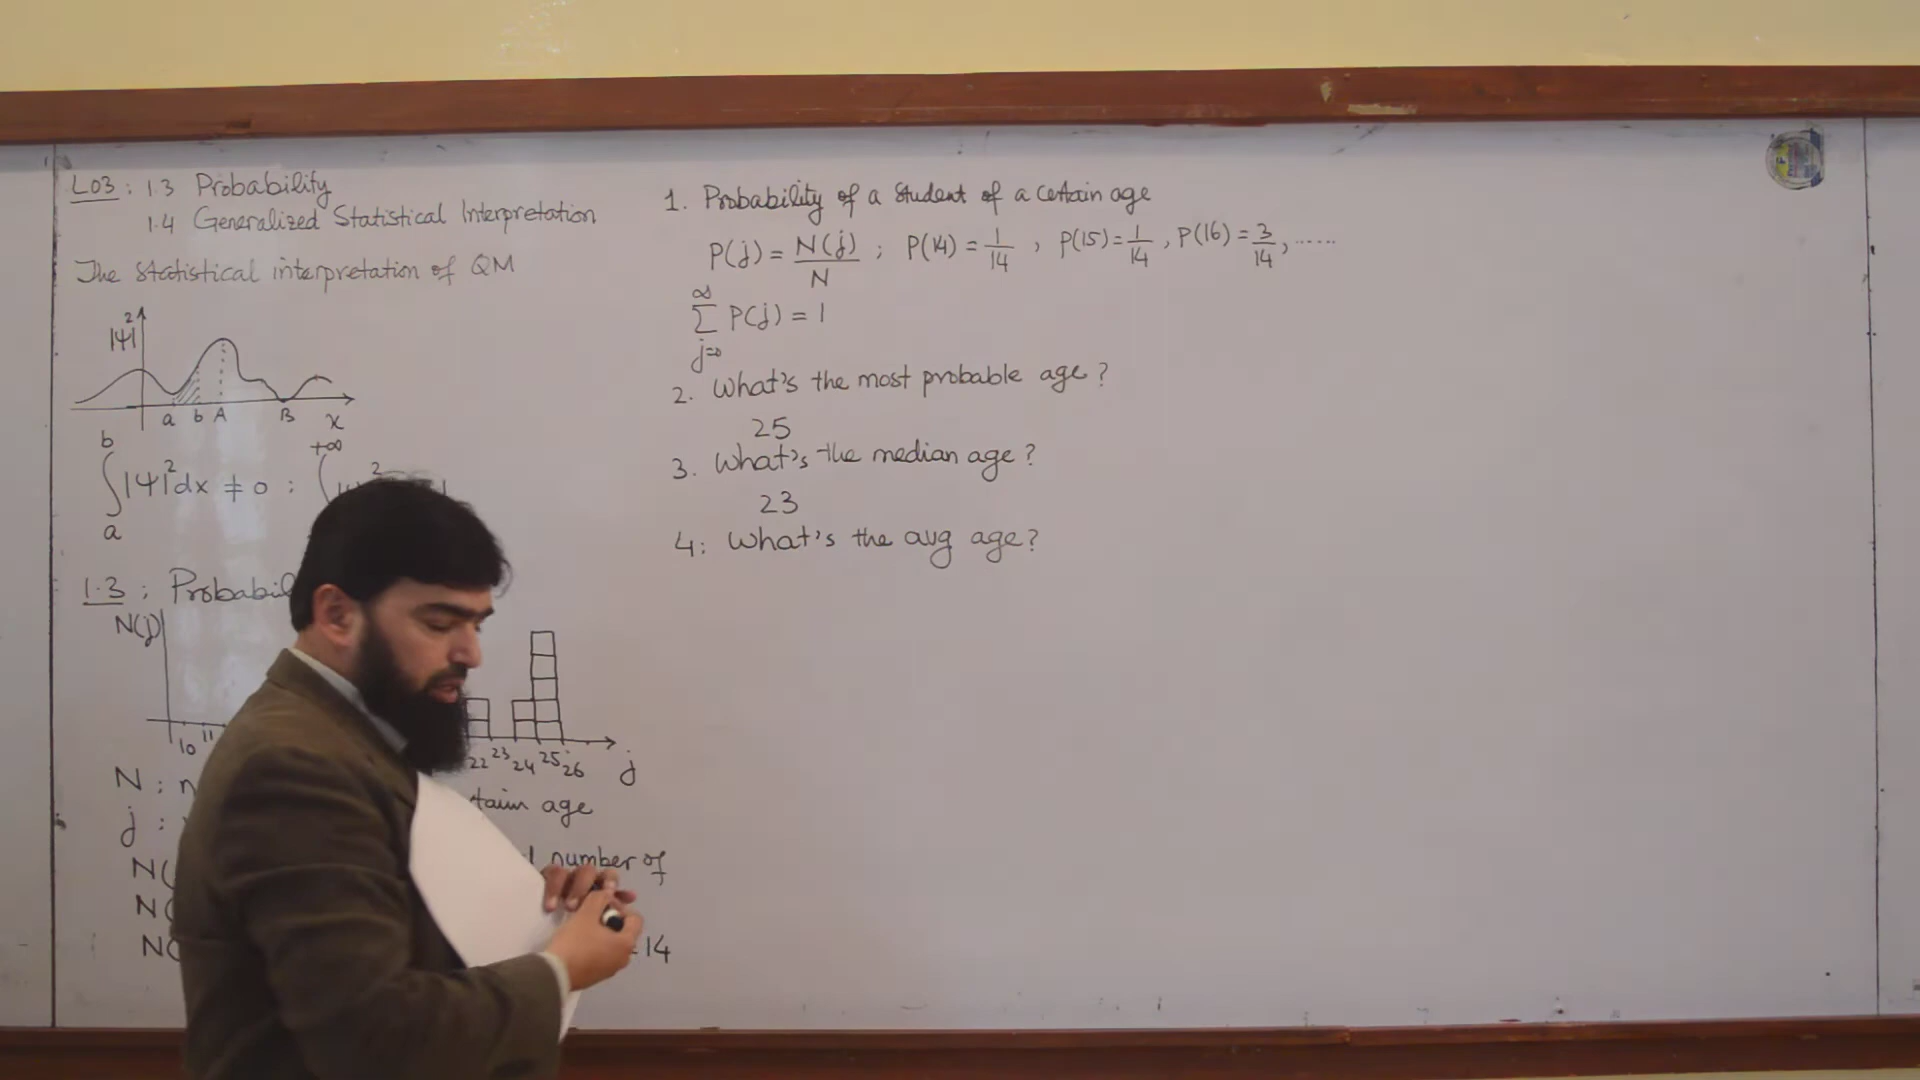 L03: 1.3 Probability
1.4 Generalized Statistical Interpretation
The Statistical interpretation of QM
|Ψ|²
a b A B x
∫_a^b |Ψ|² dx ≠ 0 ;
+∞
1.3 ; Probabil
N(j)
10 11 22 23 24 25 26 j
N :
j :
tain age
number of
N(
N(
N( 14
1. Probability of a student of a certain age
P(j) = N(j)/N ; P(14) = 1/14 , P(15) = 1/14 , P(16) = 3/14 , ......
∞
∑ P(j) = 1
j=0
2. What's the most probable age?
25
3. What's the median age?
23
4: What's the avg age?